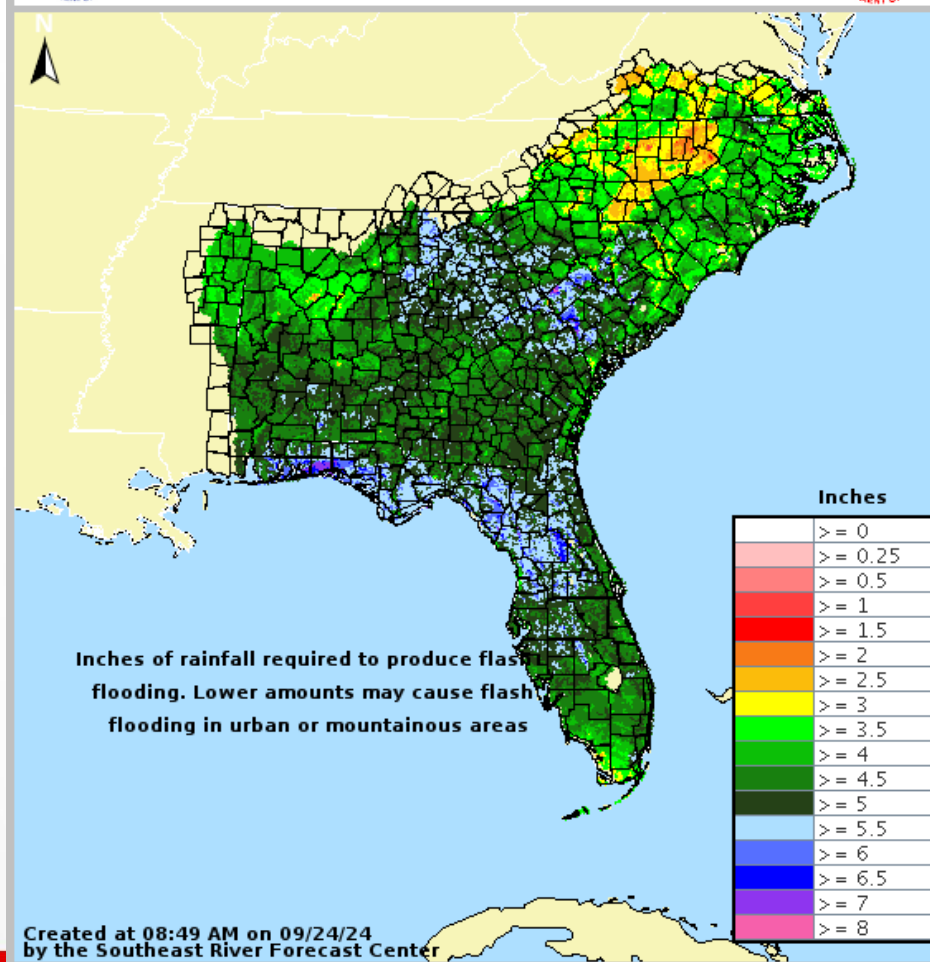 N
Inches
> = 0
> = 0.25
> = 0.5
> = 1
> = 1.5
> = 2
> = 2.5
> = 3
> = 3.5
> = 4
> = 4.5
> = 5
> = 5.5
> = 6
> = 6.5
> = 7
> = 8
Inches of rainfall required to produce flash
flooding. Lower amounts may cause flash
flooding in urban or mountainous areas
Created at 08:49 AM on 09/24/24
by the Southeast River Forecast Center